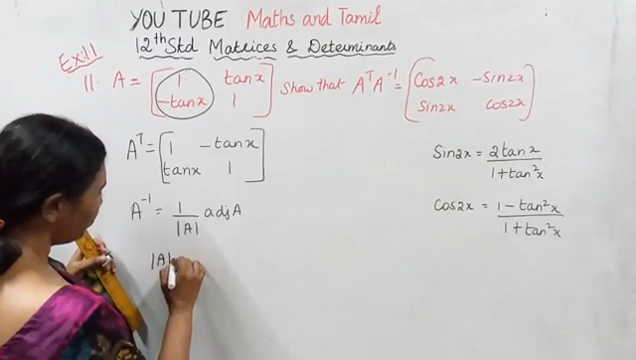 YOU TUBE Maths and Tamil
12th Std Matrices & Determinants
Ex 1.1
11. A = [ 1 tanx Show that A^T A^-1 = ( Cos2x -Sin2x
-tanx 1 ] Sin2x Cos2x )
A^T = [ 1 -tanx
tanx 1 ]
A^-1 = 1/|A| adj A
|A|
Sin2x = 2tanx / 1+tan²x
Cos2x = 1-tan²x / 1+tan²x